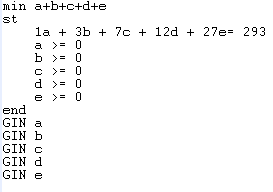 min a+b+c+d+e
st
1a + 3b + 7c + 12d + 27e= 293
a >= 0
b >= 0
c >= 0
d >= 0
e >= 0
end
GIN a
GIN b
GIN c
GIN d
GIN e